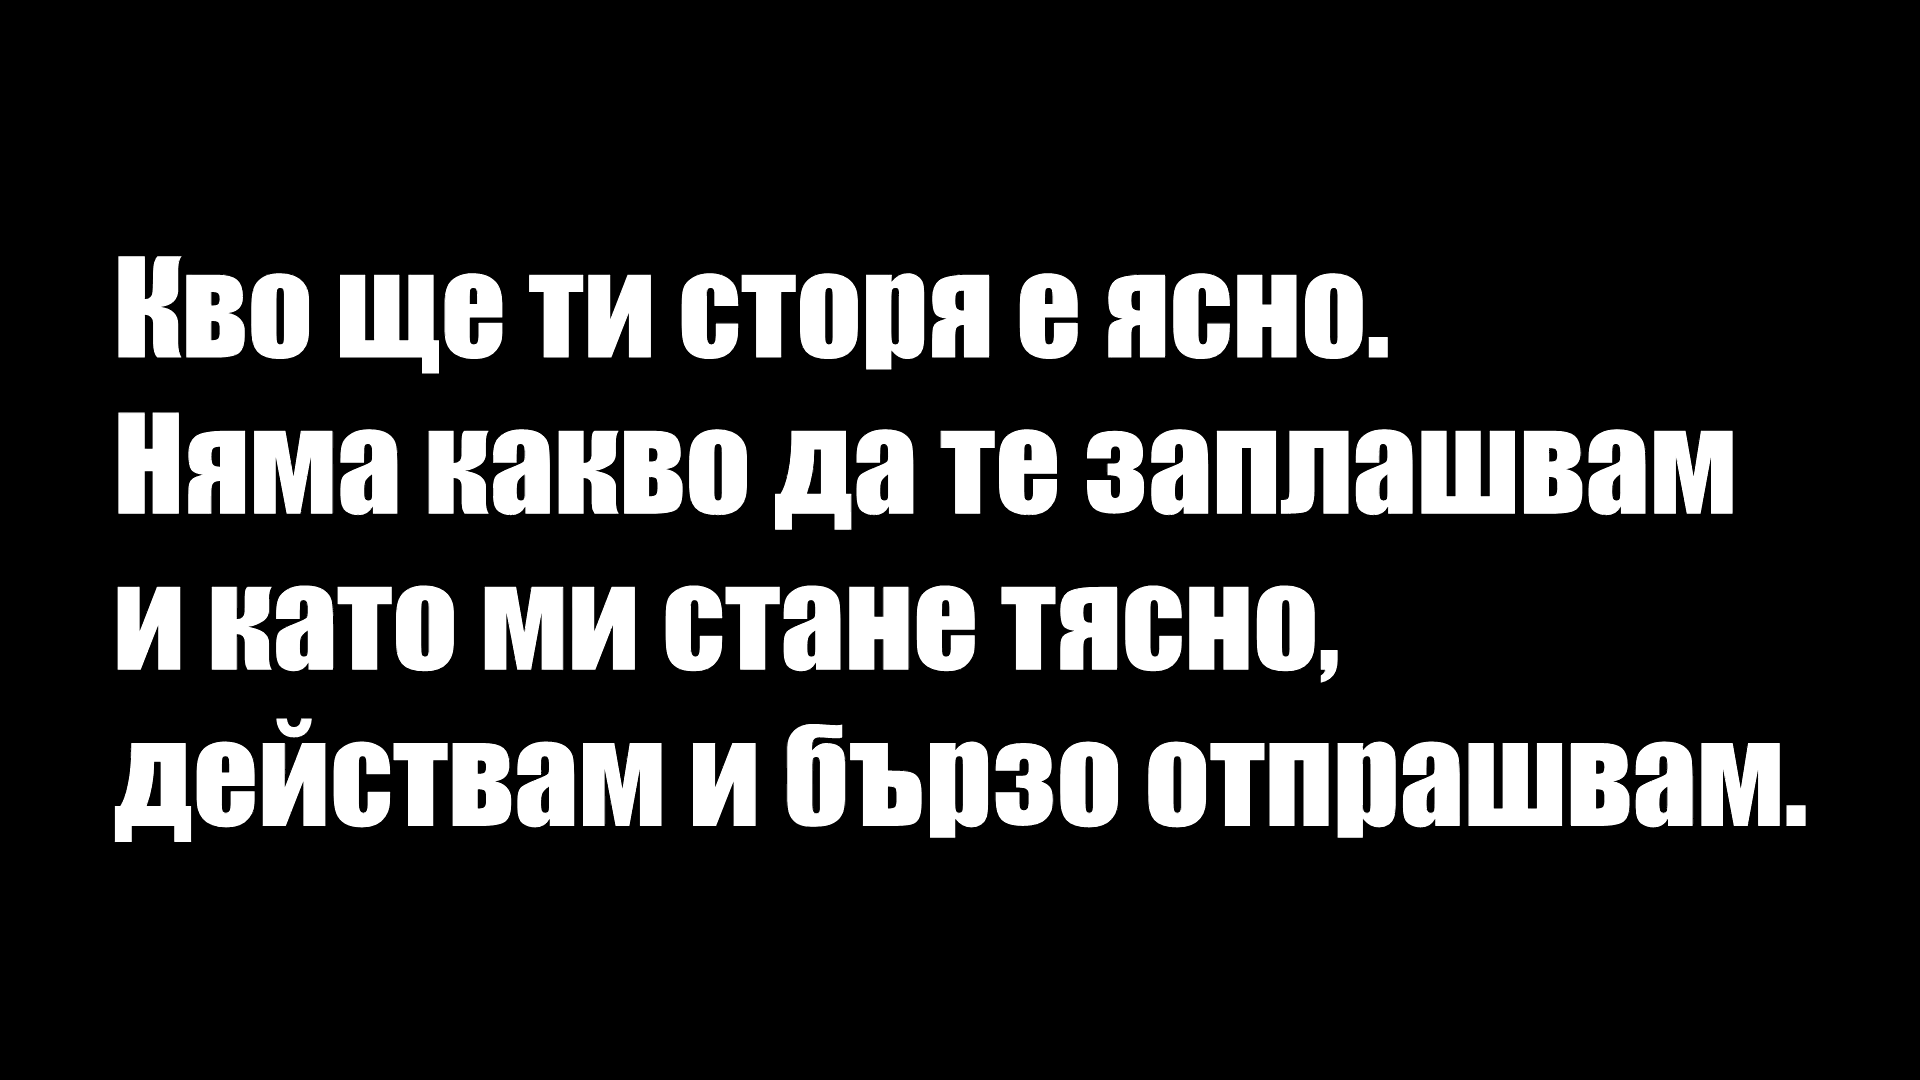 Кво ще ти сторя е ясно.
Няма какво да те заплашвам
и като ми стане тясно,
действам и бързо отпрашвам.